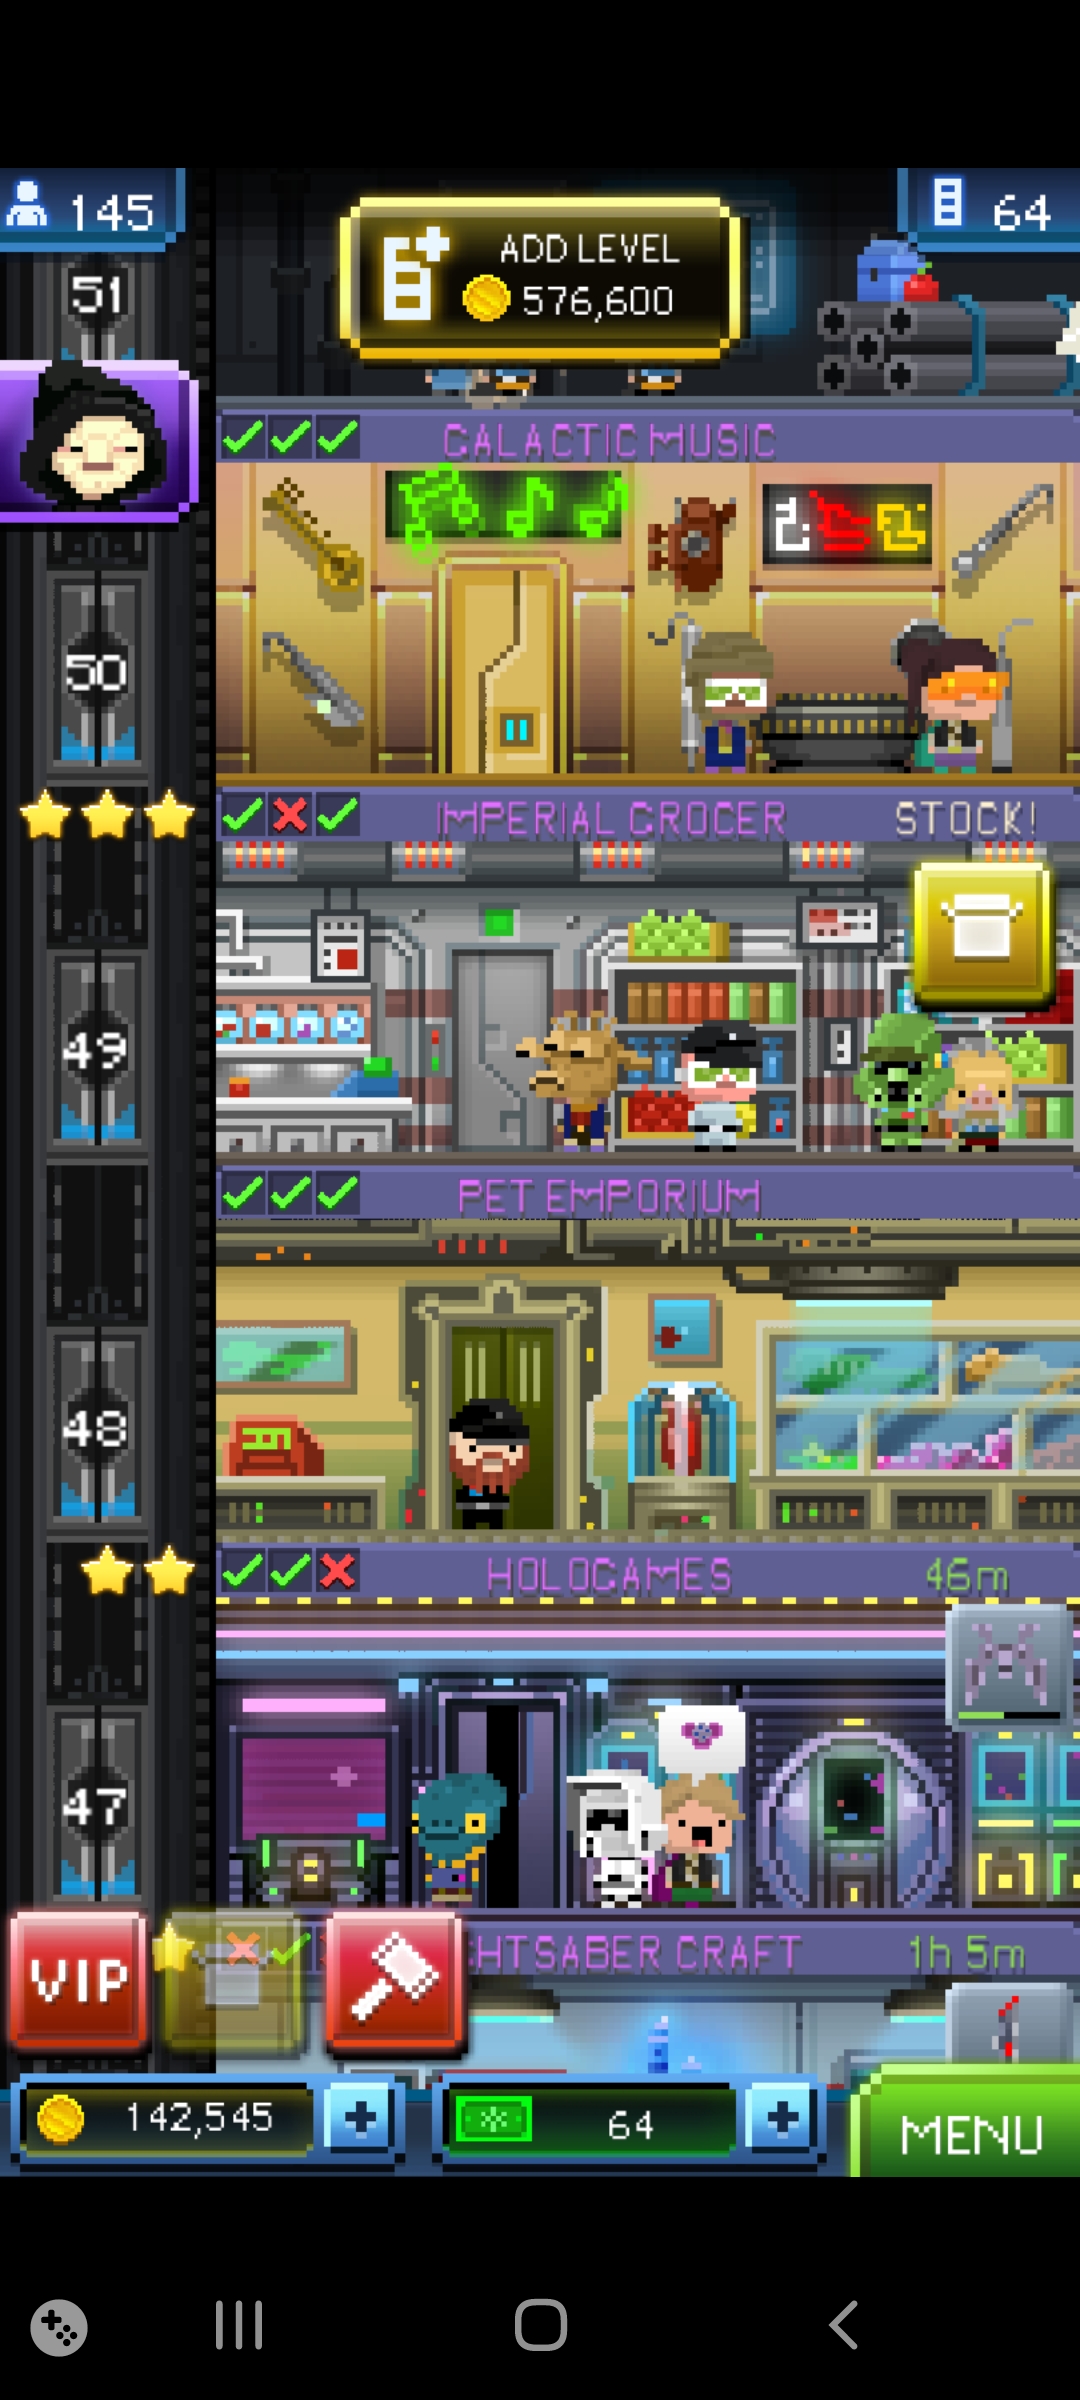 145
ADD LEVEL
576,600
64
51
GALACTIC MUSIC
50
IMPERIAL GROCER
STOCK!
49
PET EMPORIUM
48
HOLOGAMES
46m
47
VIP
HTSABER CRAFT
1h 5m
142,545
64
MENU